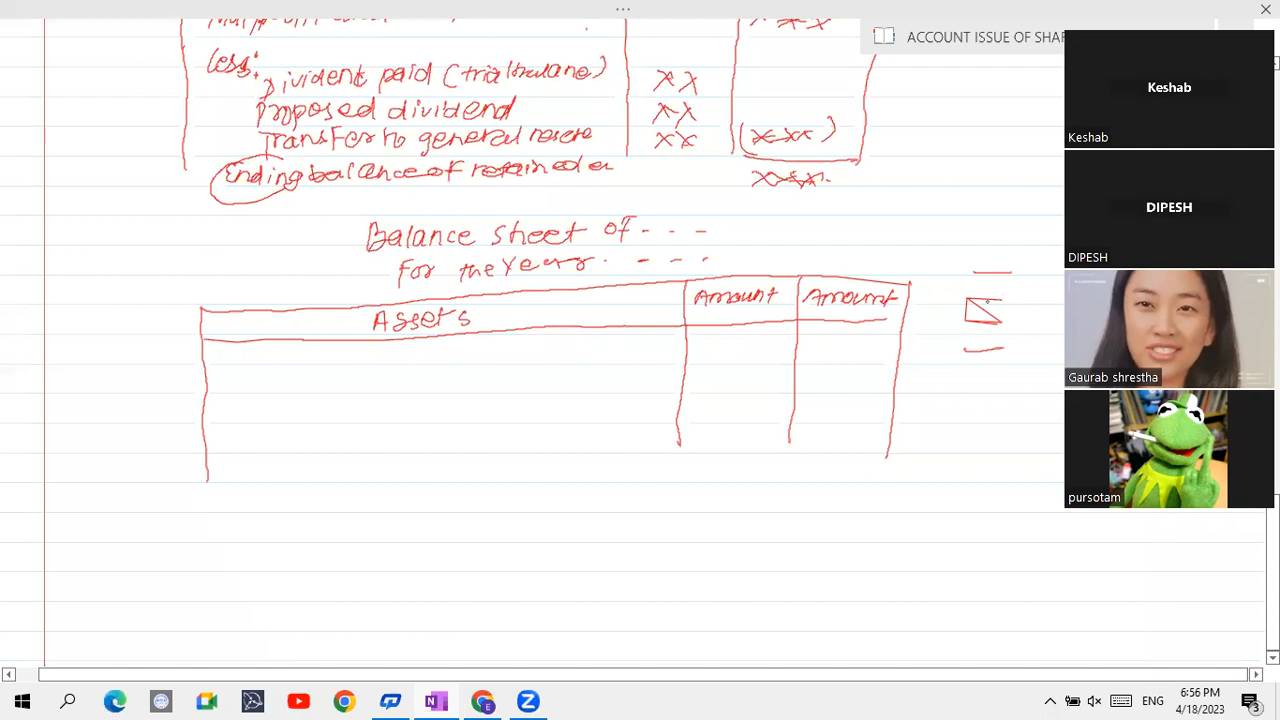 ACCOUNT ISSUE OF SHAR
Less:
Divident paid (trial balane) xx
Proposed dividend xx
Transfer to general reserve xx (xxx)
Ending balance of retained e xxx
Balance sheet of - - -
For the Year. - - -
Assets Amount Amount
Keshab
Keshab
DIPESH
DIPESH
Gaurab shrestha
pursotam
ENG
6:56 PM
4/18/2023
3